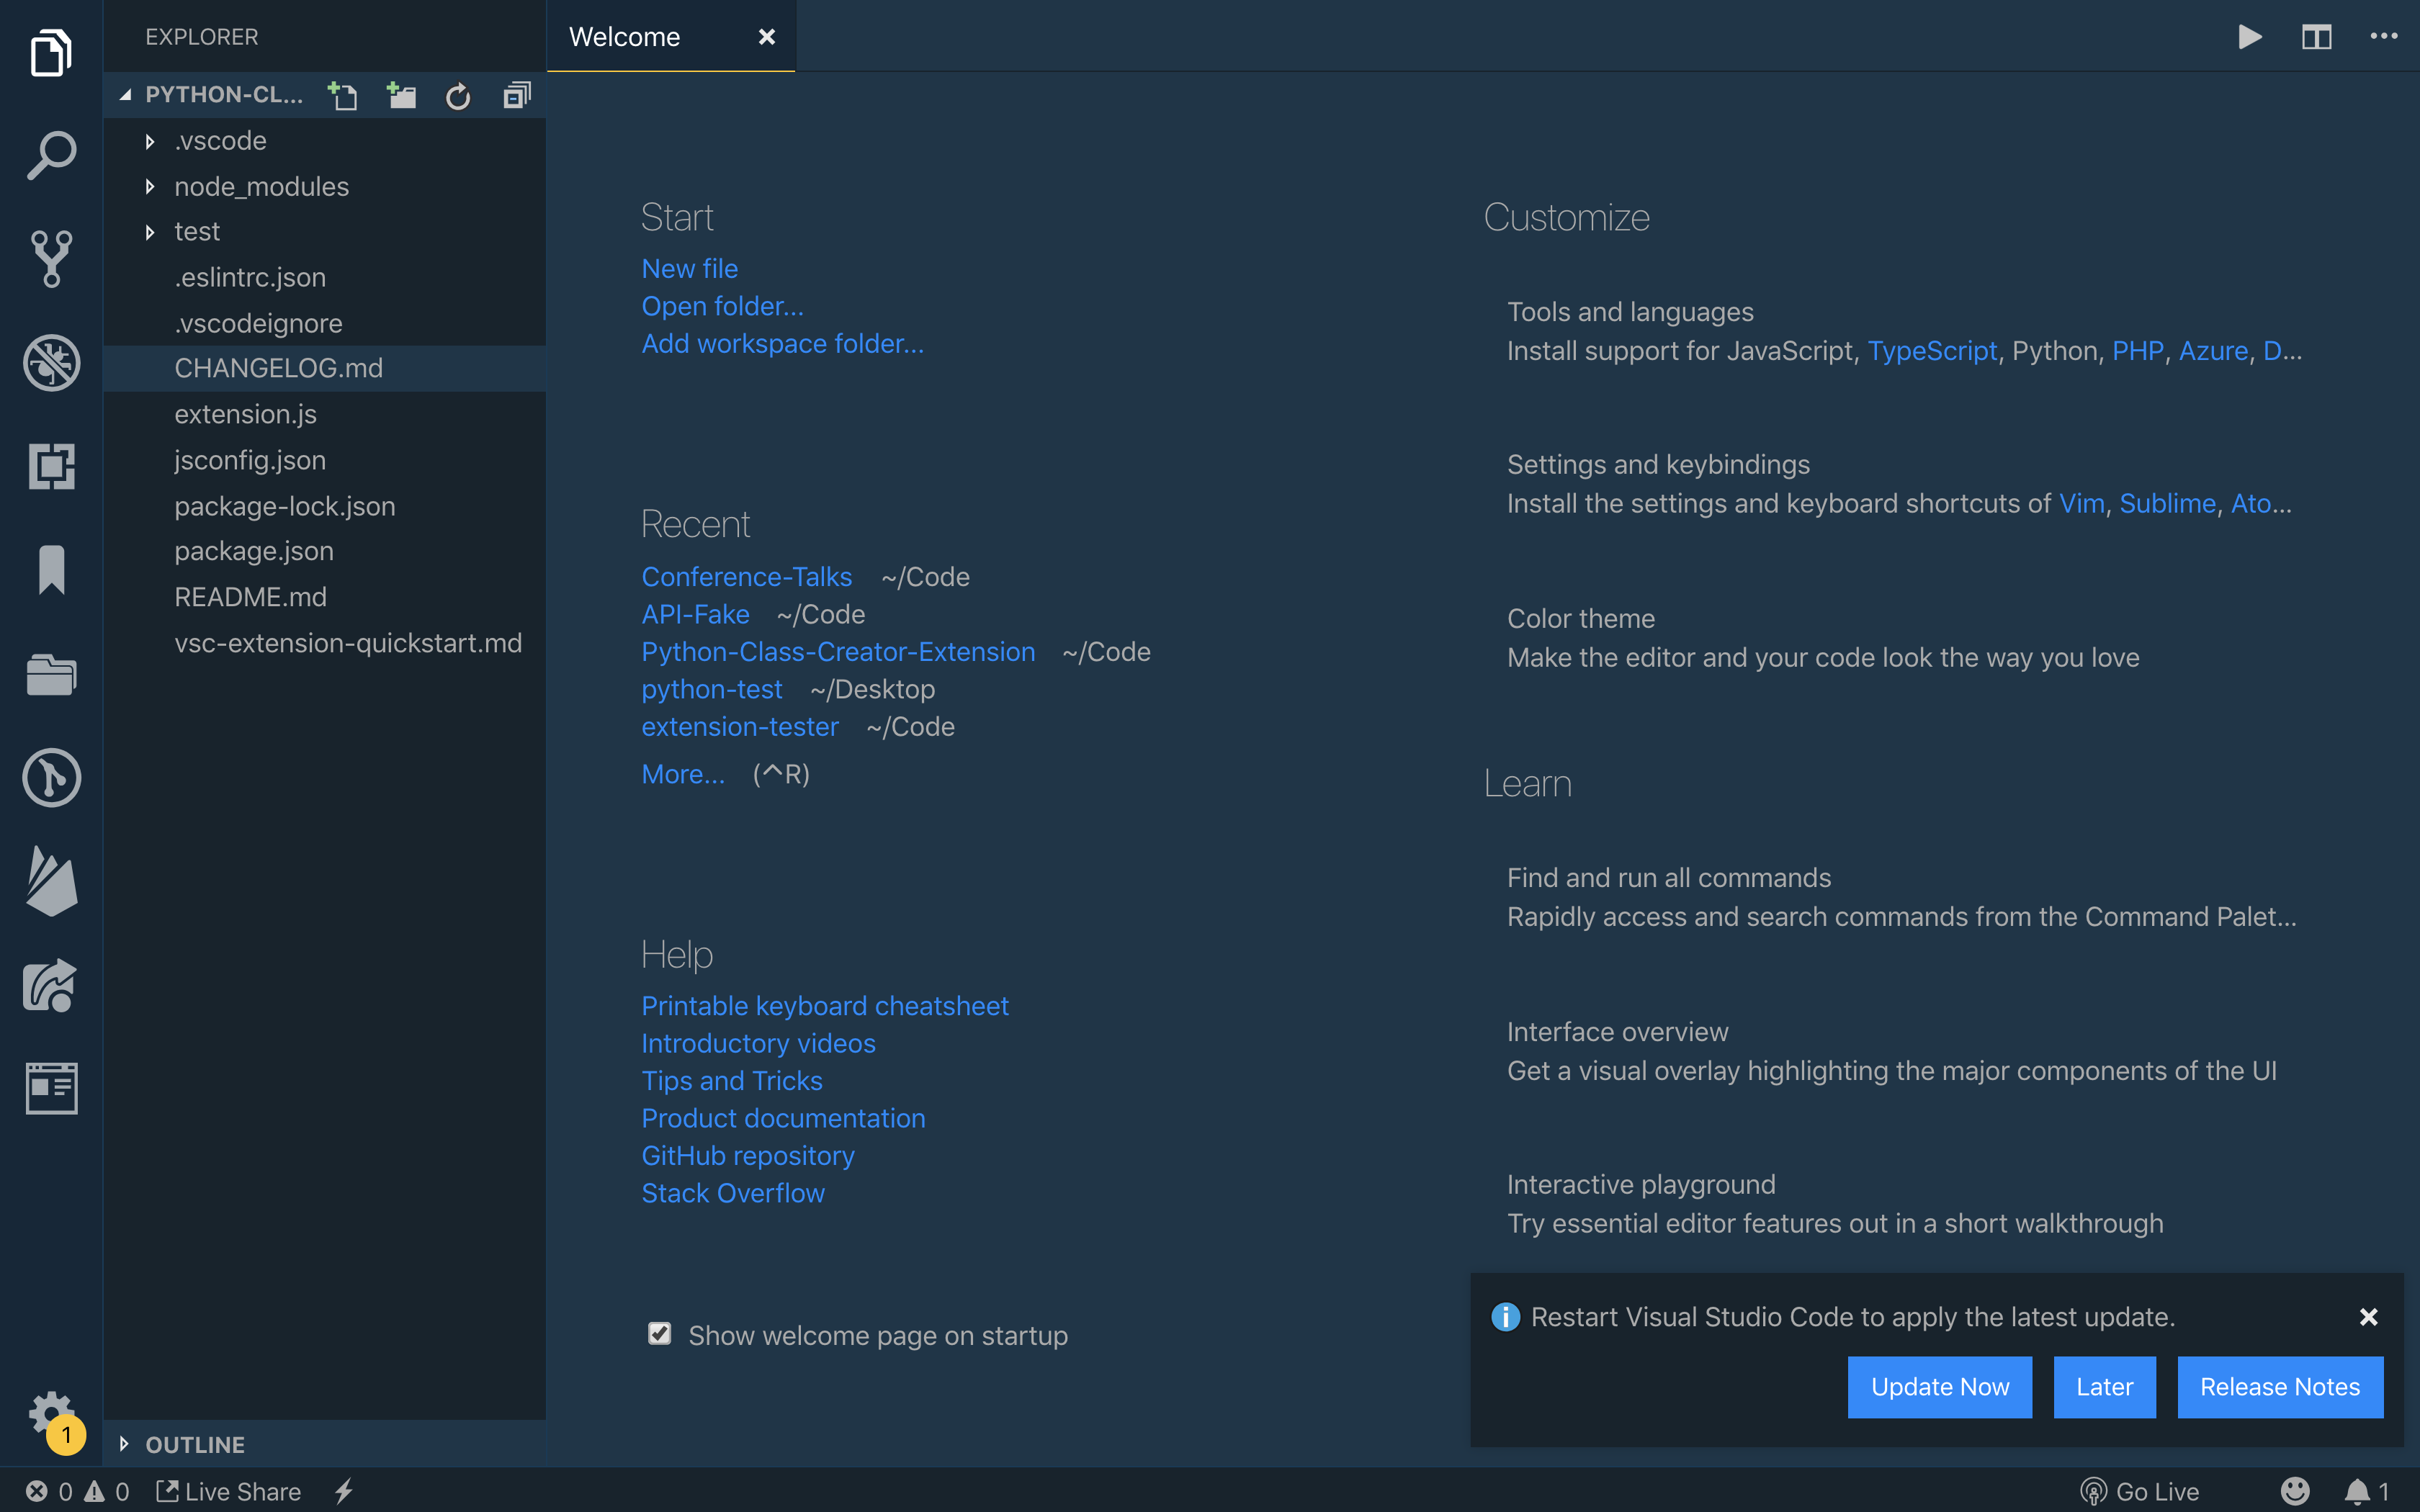 EXPLORER
PYTHON-CL...
.vscode
node_modules
test
.eslintrc.json
.vscodeignore
CHANGELOG.md
extension.js
jsconfig.json
package-lock.json
package.json
README.md
vsc-extension-quickstart.md
OUTLINE
1
Welcome
Start
New file
Open folder...
Add workspace folder...
Recent
Conference-Talks ~/Code
API-Fake ~/Code
Python-Class-Creator-Extension ~/Code
python-test ~/Desktop
extension-tester ~/Code
More... (^R)
Help
Printable keyboard cheatsheet
Introductory videos
Tips and Tricks
Product documentation
GitHub repository
Stack Overflow
Show welcome page on startup
Customize
Tools and languages
Install support for JavaScript, TypeScript, Python, PHP, Azure, D...
Settings and keybindings
Install the settings and keyboard shortcuts of Vim, Sublime, Ato...
Color theme
Make the editor and your code look the way you love
Learn
Find and run all commands
Rapidly access and search commands from the Command Palet...
Interface overview
Get a visual overlay highlighting the major components of the UI
Interactive playground
Try essential editor features out in a short walkthrough
Restart Visual Studio Code to apply the latest update.
Update Now Later Release Notes
0 0 Live Share Go Live 1